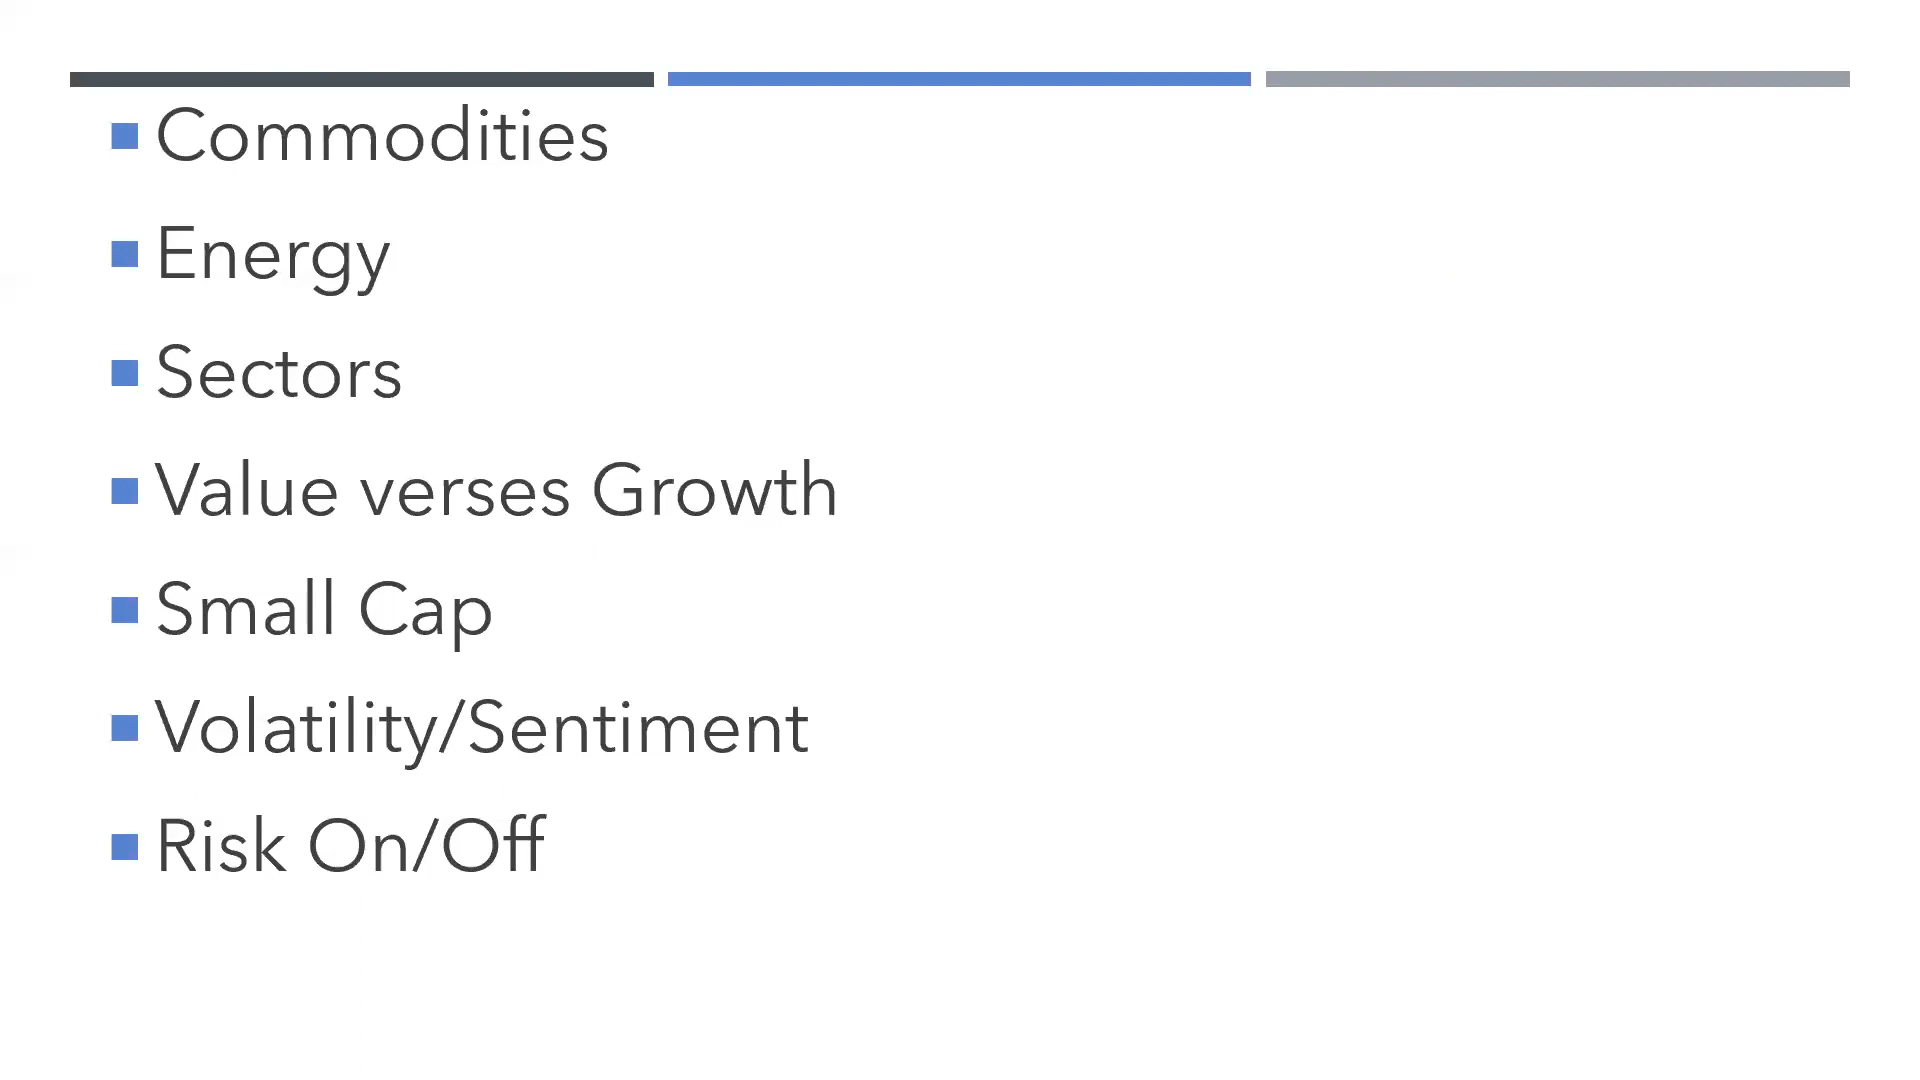 Commodities
Energy
Sectors
Value verses Growth
Small Cap
Volatility/Sentiment
Risk On/Off